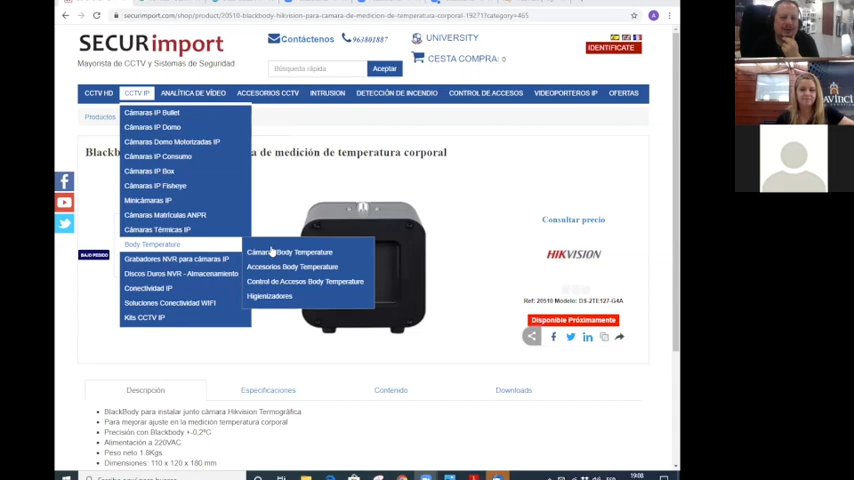 securimport.com/shop/product/20510-blackbody-hikvision-para-camara-de-medicion-de-temperatura-corporal-19271?category=465
A
SECURimport
Mayorista de CCTV y Sistemas de Seguridad
Contáctenos
963801887
UNIVERSITY
CESTA COMPRA: 0
IDENTIFICATE
Búsqueda rápida
Aceptar
CCTV HD
CCTV IP
ANALÍTICA DE VÍDEO
ACCESORIOS CCTV
INTRUSION
DETECCIÓN DE INCENDIO
CONTROL DE ACCESOS
VIDEOPORTEROS IP
OFERTAS
Productos
Cámaras IP Bullet
Cámaras IP Domo
Cámaras Domo Motorizadas IP
Cámaras IP Consumo
Cámaras IP Box
Cámaras IP Fisheye
Minicámaras IP
Cámaras Matrículas ANPR
Cámaras Térmicas IP
Body Temperature
Grabadores NVR para cámaras IP
Discos Duros NVR - Almacenamiento
Conectividad IP
Soluciones Conectividad WIFI
Kits CCTV IP
Body Temperature
Accesorios Body Temperature
Control de Accesos Body Temperature
Higienizadores
a de medición de temperatura corporal
BAJO PEDIDO
Consultar precio
HIKVISION
Ref: 20510 Modelo: DS-2TE127-G4A
Disponible Próximamente
Descripción
Especificaciones
Contenido
Downloads
BlackBody para instalar junto cámara Hikvision Termográfica
Para mejorar ajuste en la medición temperatura corporal
Precisión con Blackbody +-0,2ºC
Alimentación a 220VAC
Peso neto 1.8Kgs
Dimensiones: 110 x 120 x 180 mm
19:08